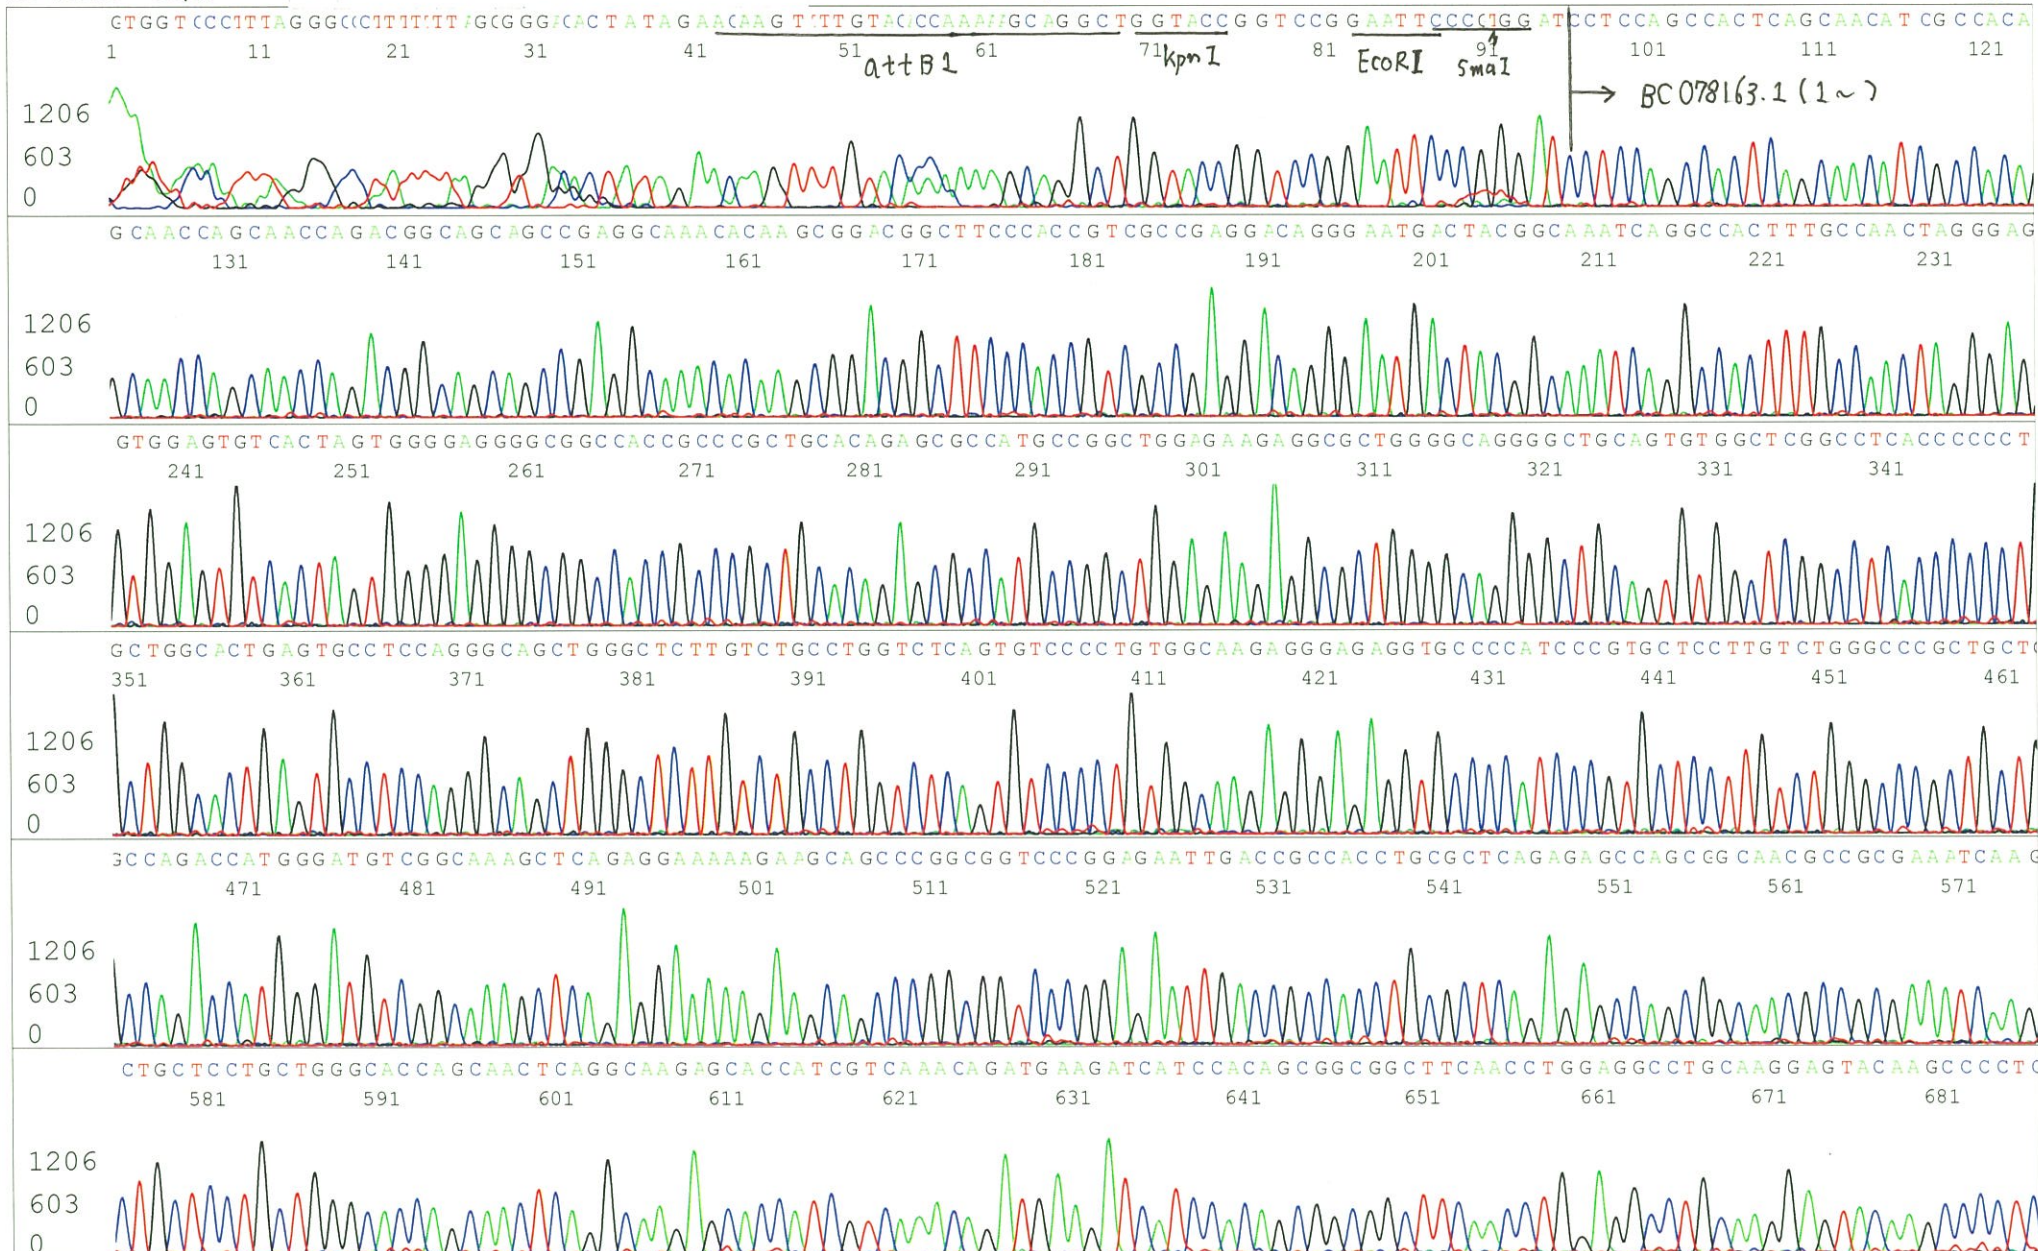 GTGGTCCCTTTAGGGCCCTTTTTTAGCGGGACACTATAGAACAAGTTTTGTACACCAAAAAAGCAGGCTGGTACCGGTCCGGAATTCCCCTGGATCCTCCAGCCACTCAGCAACATCGCCACA
1 11 21 31 41 51 61 71 81 91 101 111 121
attB1 kpnI EcoRI SmaI
BC078163.1 (1~)
1206
603
0
GCAACCAGCAACCAGACGGCAGCAGCCGAGGCAAACACAAGCGGACGGCTTCCCACCGTCGCCGAGGACAGGGAATGACTACGGCAAATCAGGCCACTTTGCCAACTAGGGAG
131 141 151 161 171 181 191 201 211 221 231
1206
603
0
GTGGAGTGTCACTAGTGGGGAGGGGCGGCCACCGCCCGCTGCACAGAGCGCCATGCCGGCTGGAGAAGAGGCGCTGGGGCAGGGGCTGCAGTGTGGCTCGGCCTCACCCCCCT
241 251 261 271 281 291 301 311 321 331 341
1206
603
0
GCTGGCACTGAGTGCCTCCAGGGCAGCTGGGCTCTTGTCTGCCTGGTCTCAGTGTCCCCTGTGGCAAGAGGGAGAGGTGCCCCATCCCGTGCTCCTTGTCTGGGCCCGCTGCT
351 361 371 381 391 401 411 421 431 441 451 461
1206
603
0
GCCAGACCATGGGATGTCGGCAAAGCTCAGAGGAAAAAGAAGCAGCCCGGCGGTCCCGGAGAATTGACCGCCACCTGCGCTCAGAGAGCCAGCGGCAACGCCGCGAAATCAAG
471 481 491 501 511 521 531 541 551 561 571
1206
603
0
CTGCTCCTGCTGGGCACCAGCAACTCAGGCAAGAGCACCATCGTCAAACAGATGAAGATCATCCACAGCGGCGGCTTCAACCTGGAGGCCTGCAAGGAGTACAAGCCCCTC
581 591 601 611 621 631 641 651 661 671 681
1206
603
0